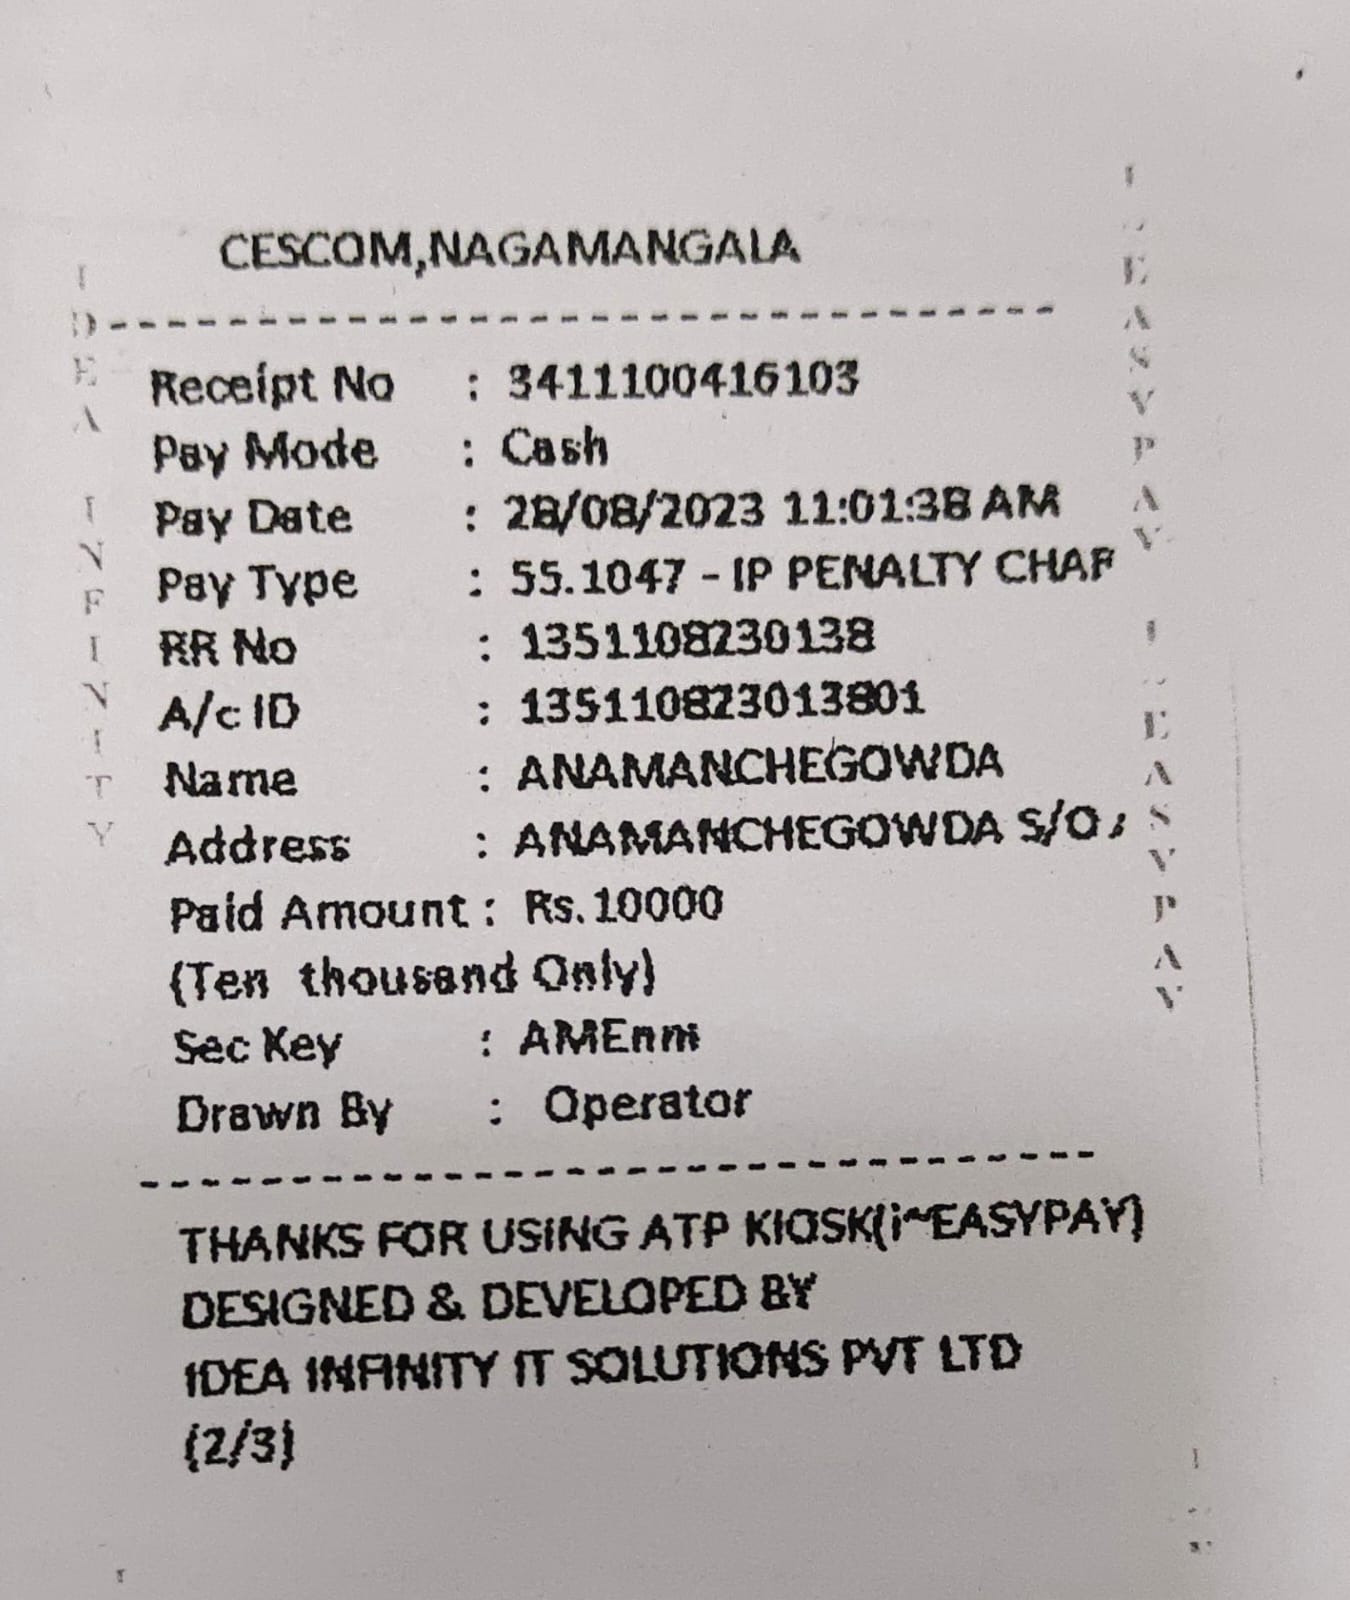 CESCOM,NAGAMANGALA
--------------------------------
Receipt No : 3411100416103
Pay Mode : Cash
Pay Date : 28/08/2023 11:01:38 AM
Pay Type : 55.1047 - IP PENALTY CHAR
RR No : 1351108230138
A/c ID : 135110823013801
Name : ANAMANCHEGOWDA
Address : ANAMANCHEGOWDA S/O
Paid Amount : Rs.10000
(Ten thousand Only)
Sec Key : AMEnm
Drawn By : Operator
--------------------------------
THANKS FOR USING ATP KIOSK(i~EASYPAY)
DESIGNED & DEVELOPED BY
IDEA INFINITY IT SOLUTIONS PVT LTD
(2/3)
IDEA INFINITY
EASYPAY
EASYPAY